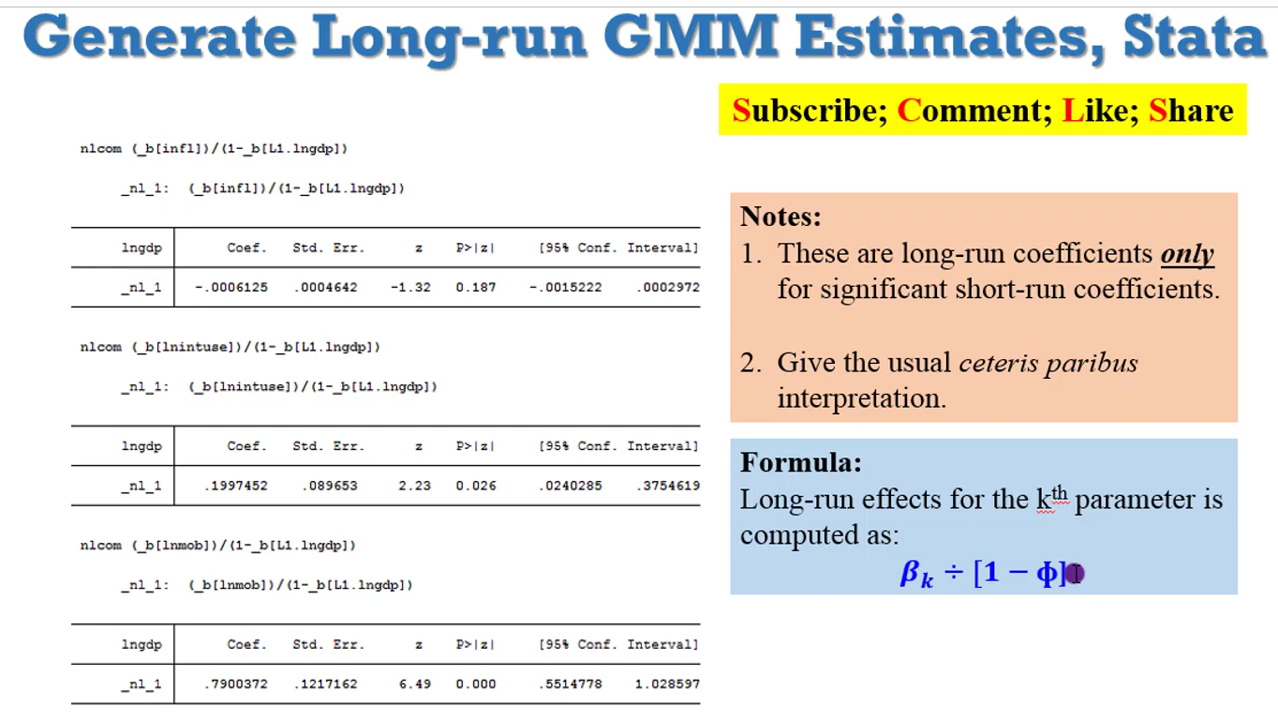 Generate Long-run GMM Estimates, Stata
Subscribe; Comment; Like; Share
nlcom (_b[infl])/(1-_b[L1.lngdp])
_nl_1: (_b[infl])/(1-_b[L1.lngdp])
lngdp Coef. Std. Err. z P>|z| [95% Conf. Interval]
_nl_1 -.0006125 .0004642 -1.32 0.187 -.0015222 .0002972
nlcom (_b[lnintuse])/(1-_b[L1.lngdp])
_nl_1: (_b[lnintuse])/(1-_b[L1.lngdp])
lngdp Coef. Std. Err. z P>|z| [95% Conf. Interval]
_nl_1 .1997452 .089653 2.23 0.026 .0240285 .3754619
nlcom (_b[lnmob])/(1-_b[L1.lngdp])
_nl_1: (_b[lnmob])/(1-_b[L1.lngdp])
lngdp Coef. Std. Err. z P>|z| [95% Conf. Interval]
_nl_1 .7900372 .1217162 6.49 0.000 .5514778 1.028597
Notes:
1. These are long-run coefficients only
for significant short-run coefficients.
2. Give the usual ceteris paribus
interpretation.
Formula:
Long-run effects for the kth parameter is
computed as:
βk ÷ [1 − ф]